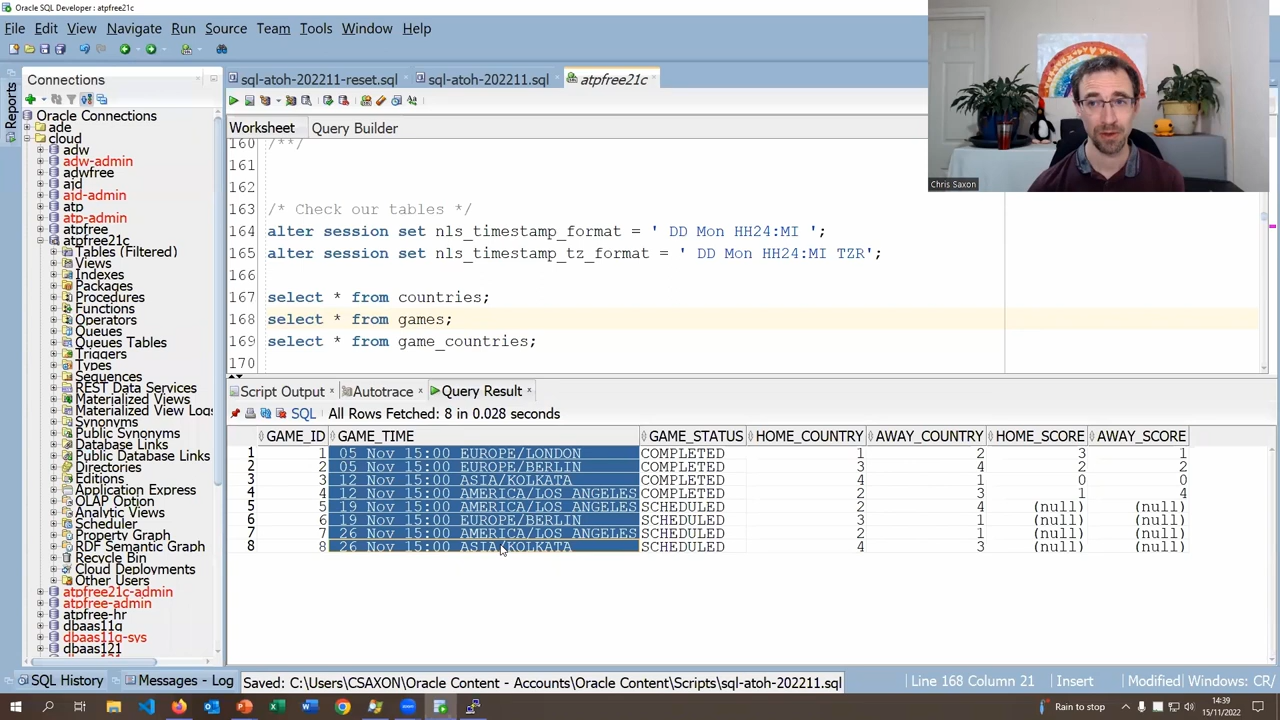 Oracle SQL Developer : atpfree21c
File Edit View Navigate Run Source Team Tools Window Help
Connections
sql-atoh-202211-reset.sql
sql-atoh-202211.sql
atpfree21c
Reports
Oracle Connections
ade
cloud
adw
adw-admin
adwfree
ajd
ajd-admin
atp
atp-admin
atpfree
atpfree21c
Tables (Filtered)
Views
Indexes
Packages
Procedures
Functions
Operators
Queues
Queues Tables
Triggers
Types
Sequences
REST Data Services
Materialized Views
Materialized View Logs
Synonyms
Public Synonyms
Database Links
Public Database Links
Directories
Application Express
OLAP Option
Analytic Views
Scheduler
Property Graph
RDF Semantic Graph
Recycle Bin
Cloud Deployments
Other Users
atpfree21c-admin
atpfree-admin
atpfree-hr
dbaas11g
dbaas11g-sys
dbaas121
Worksheet Query Builder
160 /**/
161
162
163 /* Check our tables */
164 alter session set nls_timestamp_format = ' DD Mon HH24:MI ';
165 alter session set nls_timestamp_tz_format = ' DD Mon HH24:MI TZR';
166
167 select * from countries;
168 select * from games;
169 select * from game_countries;
170
Chris Saxon
Script Output × Autotrace × Query Result ×
SQL All Rows Fetched: 8 in 0.028 seconds
GAME_ID GAME_TIME GAME_STATUS HOME_COUNTRY AWAY_COUNTRY HOME_SCORE AWAY_SCORE
1 1 05 Nov 15:00 EUROPE/LONDON COMPLETED 1 2 3 1
2 2 05 Nov 15:00 EUROPE/BERLIN COMPLETED 3 4 2 2
3 3 12 Nov 15:00 ASIA/KOLKATA COMPLETED 4 1 0 0
4 4 12 Nov 15:00 AMERICA/LOS_ANGELES COMPLETED 2 3 1 4
5 5 19 Nov 15:00 AMERICA/LOS_ANGELES SCHEDULED 2 4 (null) (null)
6 6 19 Nov 15:00 EUROPE/BERLIN SCHEDULED 3 1 (null) (null)
7 7 26 Nov 15:00 AMERICA/LOS_ANGELES SCHEDULED 2 1 (null) (null)
8 8 26 Nov 15:00 ASIA/KOLKATA SCHEDULED 4 3 (null) (null)
SQL History Messages - Log Saved: C:\Users\CSAXON\Oracle Content - Accounts\Oracle Content\Scripts\sql-atoh-202211.sql
Line 168 Column 21 Insert Modified Windows: CR/
Rain to stop
14:39
15/11/2022